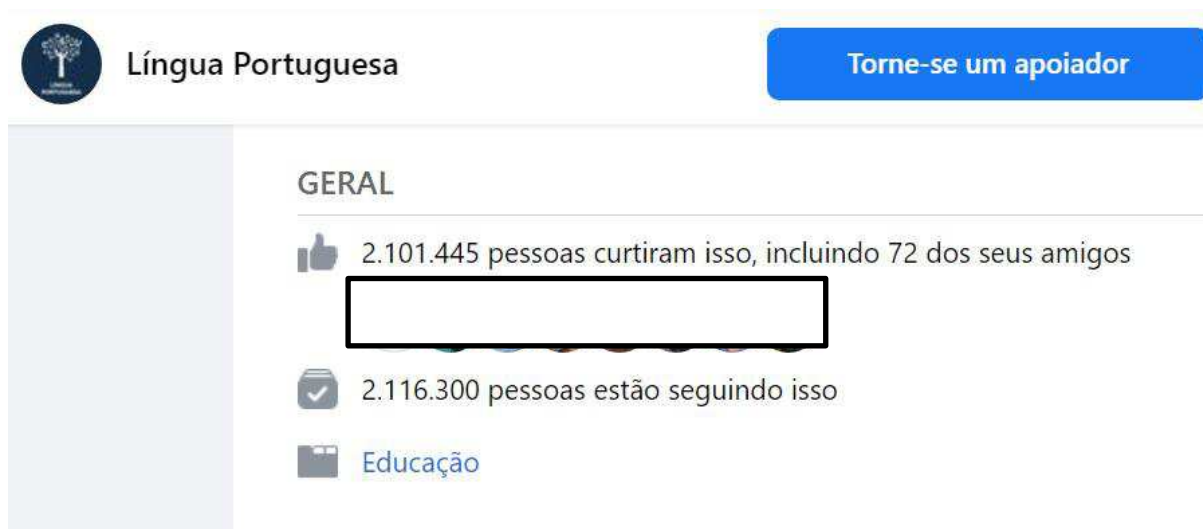 Língua Portuguesa
Torne-se um apoiador
GERAL
2.101.445 pessoas curtiram isso, incluindo 72 dos seus amigos
2.116.300 pessoas estão seguindo isso
Educação